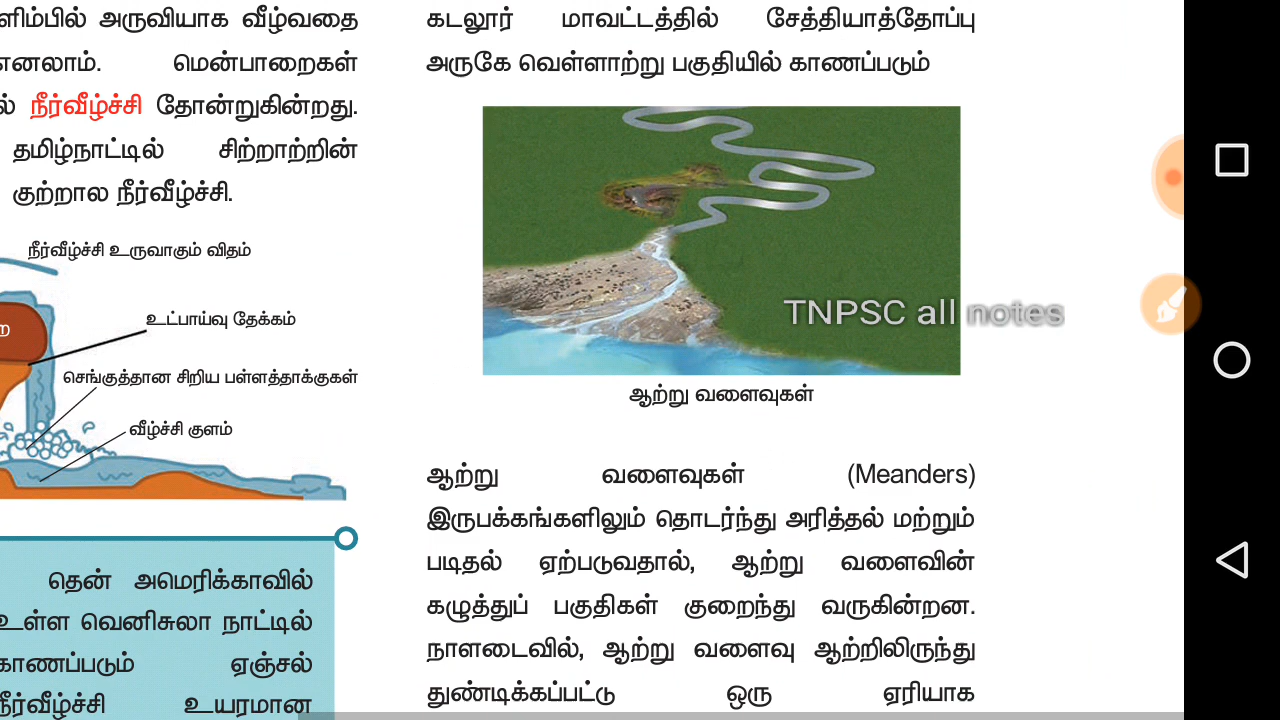 ளிம்பில் அருவியாக வீழ்வதை
எனலாம். மென்பாறைகள்
ல் நீர்வீழ்ச்சி தோன்றுகின்றது.
தமிழ்நாட்டில் சிற்றாற்றின்
குற்றால நீர்வீழ்ச்சி.
நீர்வீழ்ச்சி உருவாகும் விதம்
உட்பாய்வு தேக்கம்
ற
செங்குத்தான சிறிய பள்ளத்தாக்குகள்
வீழ்ச்சி குளம்
தென் அமெரிக்காவில்
உள்ள வெனிசுலா நாட்டில்
காணப்படும் ஏஞ்சல்
நீர்வீழ்ச்சி உயரமான
கடலூர் மாவட்டத்தில் சேத்தியாத்தோப்பு
அருகே வெள்ளாற்று பகுதியில் காணப்படும்
TNPSC all notes
ஆற்று வளைவுகள்
ஆற்று வளைவுகள் (Meanders)
இருபக்கங்களிலும் தொடர்ந்து அரித்தல் மற்றும்
படிதல் ஏற்படுவதால், ஆற்று வளைவின்
கழுத்துப் பகுதிகள் குறைந்து வருகின்றன.
நாளடைவில், ஆற்று வளைவு ஆற்றிலிருந்து
துண்டிக்கப்பட்டு ஒரு ஏரியாக